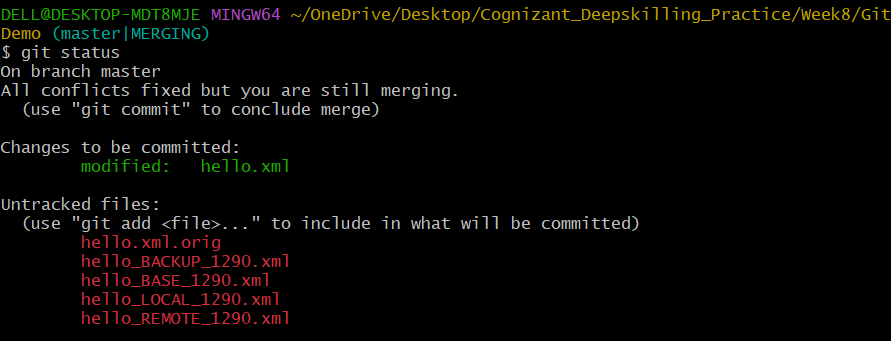 DELL@DESKTOP-MDT8MJE MINGW64 ~/OneDrive/Desktop/Cognizant_Deepskilling_Practice/Week8/Git
Demo (master|MERGING)
$ git status
On branch master
All conflicts fixed but you are still merging.
  (use "git commit" to conclude merge)

Changes to be committed:
        modified:   hello.xml

Untracked files:
  (use "git add <file>..." to include in what will be committed)
        hello.xml.orig
        hello_BACKUP_1290.xml
        hello_BASE_1290.xml
        hello_LOCAL_1290.xml
        hello_REMOTE_1290.xml